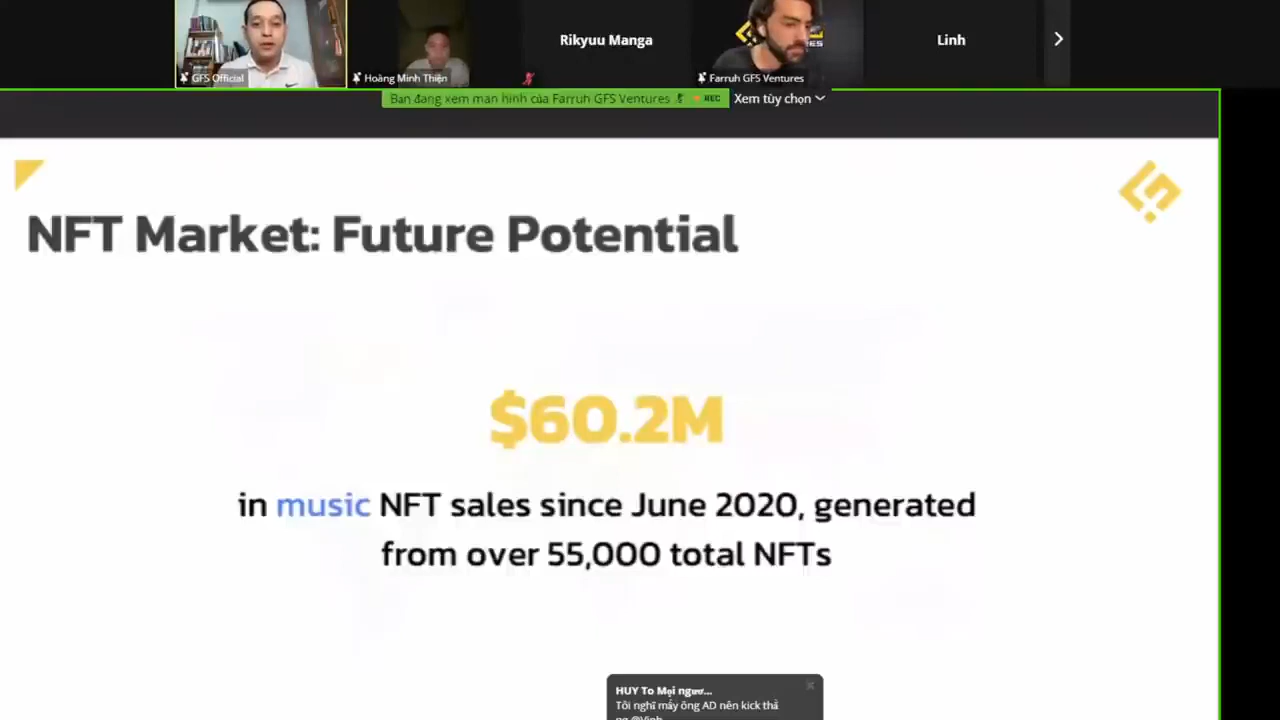 Rikyuu Manga
Linh
GFS Official
Hoàng Minh Thiện
Farruh GFS Ventures
Bạn đang xem màn hình của Farruh GFS Ventures
REC
Xem tùy chọn
NFT Market: Future Potential
$60.2M
in music NFT sales since June 2020, generated
from over 55,000 total NFTs
HUY To Mọi ngư...
Tôi nghĩ mấy ông AD nên kick thả